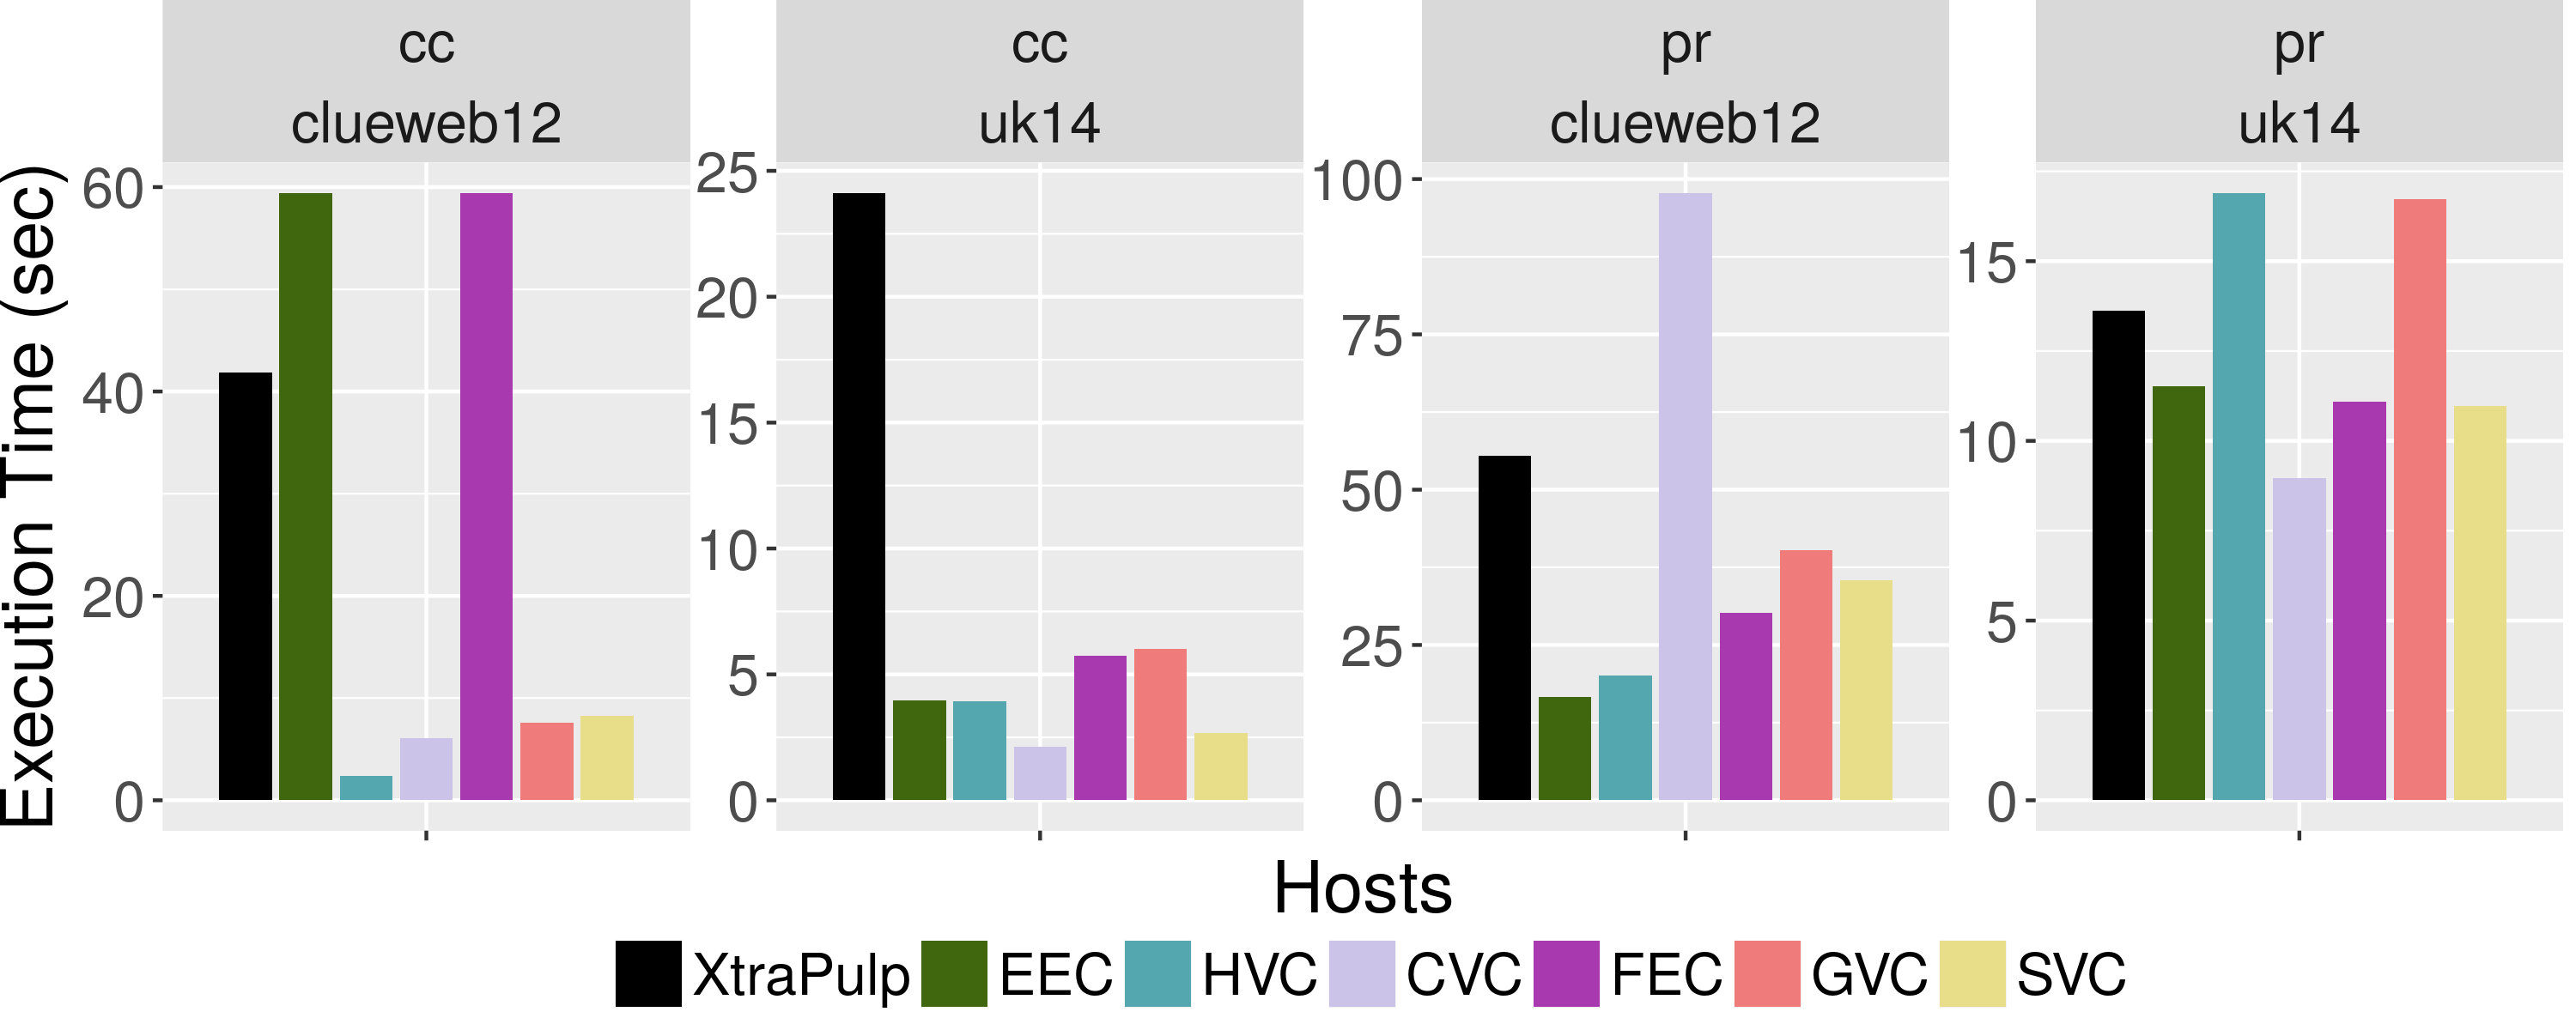 cc
clueweb12
cc
uk14
pr
clueweb12
pr
uk14
Execution Time (sec)
60
40
20
0
25
20
15
10
5
0
100
75
50
25
0
15
10
5
0
Hosts
XtraPulp EEC HVC CVC FEC GVC SVC